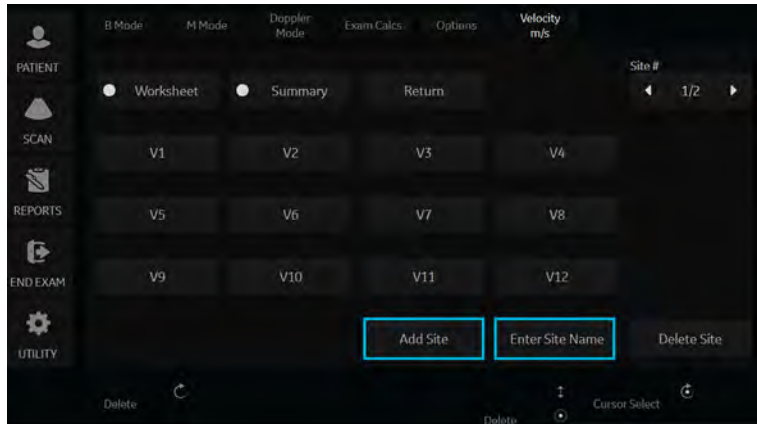 B Mode M Mode Doppler Mode Exam Calcs Options Velocity m/s
PATIENT
Site #
Worksheet Summary Return 1/2
SCAN
V1 V2 V3 V4
REPORTS
V5 V6 V7 V8
END EXAM
V9 V10 V11 V12
UTILITY
Add Site Enter Site Name Delete Site
Delete Delete Cursor Select